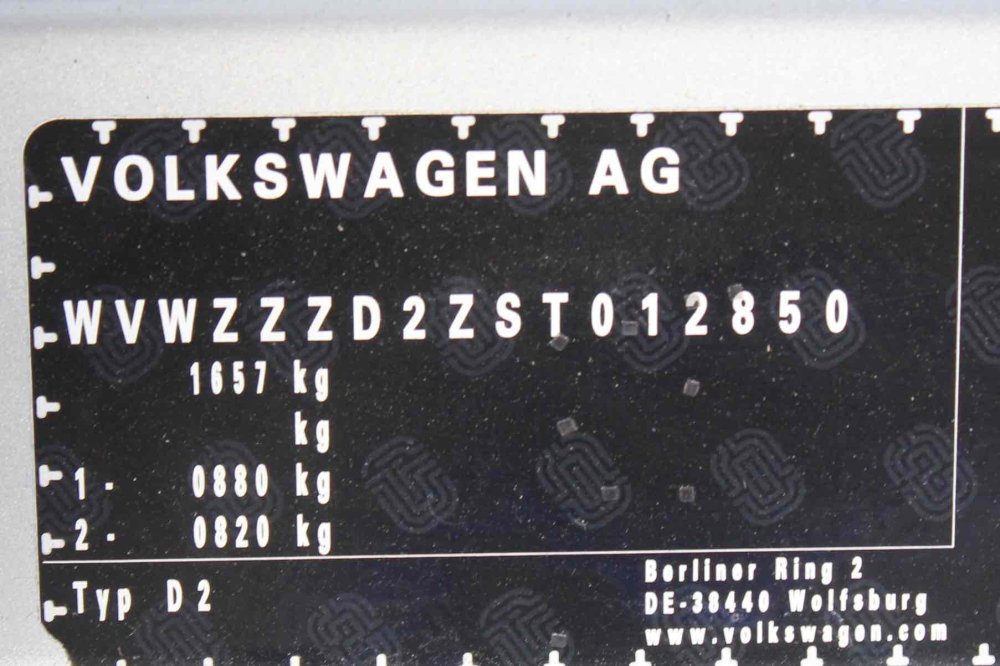 VOLKSWAGEN AG
WVWZZZD2ZST012850
1657 kg
kg
1- 0880 kg
2- 0820 kg
Typ D2
Berliner Ring 2
DE-38440 Wolfsburg
www.volkswagen.com